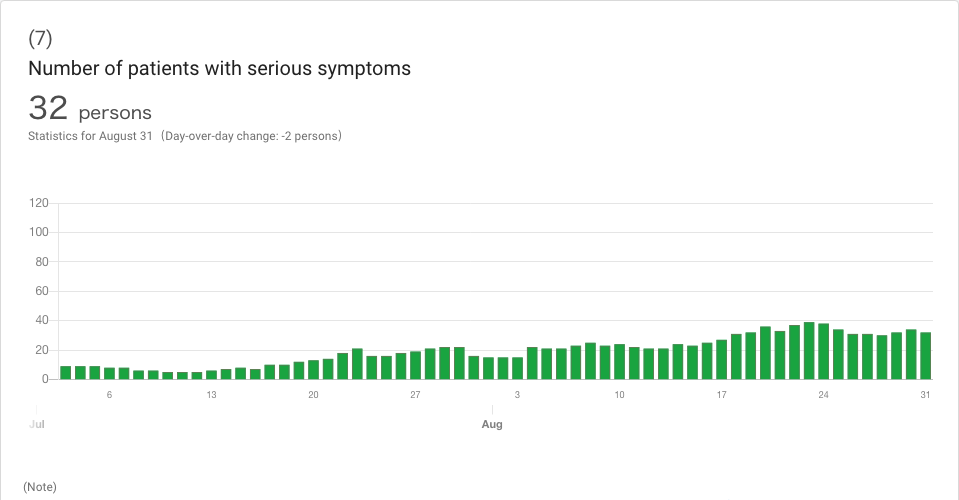 (7)
Number of patients with serious symptoms
32 persons
Statistics for August 31 （Day-over-day change: -2 persons）
120
100
80
60
40
20
0
6 13 20 27 3 10 17 24 31
Jul Aug
(Note)